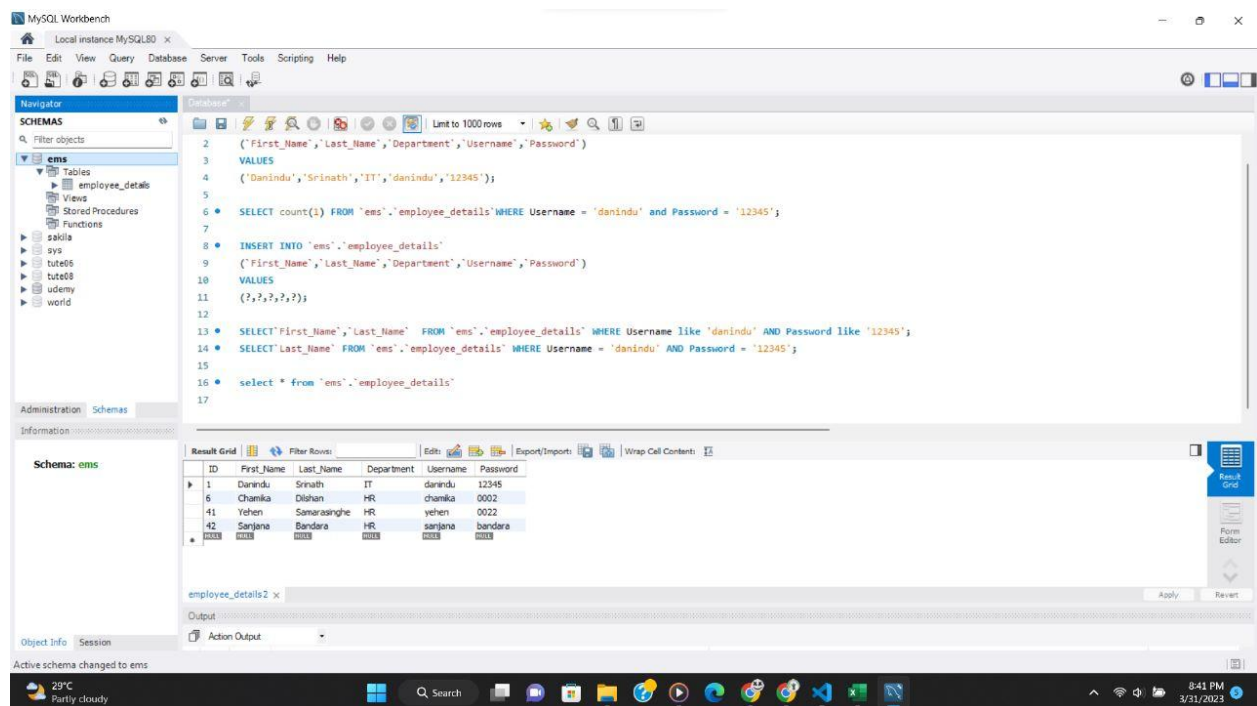 MySQL Workbench
Local instance MySQL80 ×
File Edit View Query Database Server Tools Scripting Help
Navigator
SCHEMAS
Filter objects
ems
Tables
employee_details
Views
Stored Procedures
Functions
sakila
sys
tute06
tute08
udemy
world
Administration Schemas
Information
Schema: ems
Object Info Session
Database* ×
Limit to 1000 rows
2 (`First_Name`,`Last_Name`,`Department`,`Username`,`Password`)
3 VALUES
4 ('Danindu','Srinath','IT','danindu','12345');
5
6 SELECT count(1) FROM `ems`.`employee_details`WHERE Username = 'danindu' and Password = '12345';
7
8 INSERT INTO `ems`.`employee_details`
9 (`First_Name`,`Last_Name`,`Department`,`Username`,`Password`)
10 VALUES
11 (?,?,?,?,?);
12
13 SELECT`First_Name`,`Last_Name` FROM `ems`.`employee_details` WHERE Username like 'danindu' AND Password like '12345';
14 SELECT`Last_Name` FROM `ems`.`employee_details` WHERE Username = 'danindu' AND Password = '12345';
15
16 select * from `ems`.`employee_details`
17
Result Grid Filter Rows: Edit: Export/Import: Wrap Cell Content:
ID First_Name Last_Name Department Username Password
1 Danindu Srinath IT danindu 12345
6 Chamika Dilshan HR chamika 0002
41 Yehen Samarasinghe HR yehen 0022
42 Sanjana Bandara HR sanjana bandara
NULL NULL NULL NULL NULL NULL
Result Grid
Form Editor
employee_details 2 ×
Apply Revert
Output
Action Output
Active schema changed to ems
29°C
Partly cloudy
Search
8:41 PM
3/31/2023
5